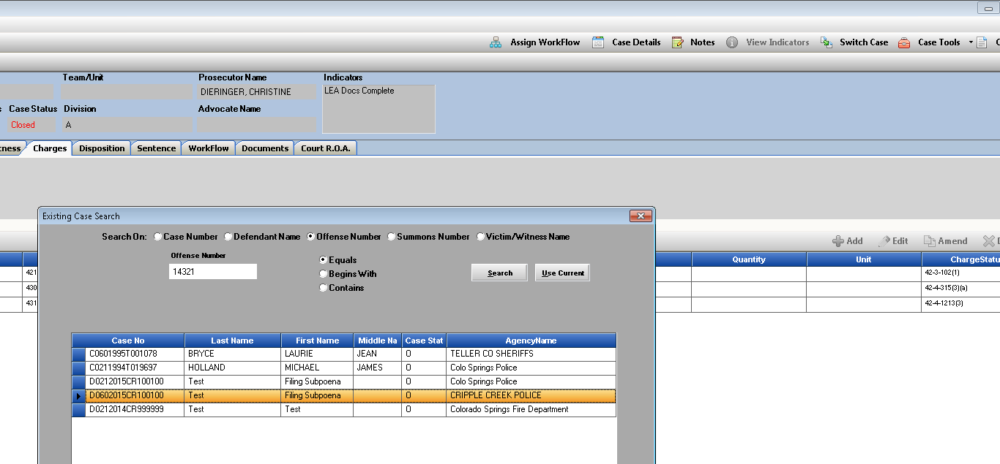 Assign WorkFlow Case Details Notes View Indicators Switch Case Case Tools
Team/Unit Prosecutor Name Indicators
DIERINGER, CHRISTINE LEA Docs Complete
Case Status Division Advocate Name
Closed A
Charges Disposition Sentence WorkFlow Documents Court R.O.A.
Existing Case Search
Search On: Case Number Defendant Name Offense Number Summons Number Victim/Witness Name
Add Edit Amend
Offense Number
Equals
14321
Begins With
Search Use Current
Contains
Quantity Unit ChargeStatu
421 42-3-102(1)
430 42-4-315(3)(a)
431 42-4-1213(3)
Case No Last Name First Name Middle Na Case Stat AgencyName
C0601995T001078 BRYCE LAURIE JEAN O TELLER CO SHERIFFS
C0211994T019697 HOLLAND MICHAEL JAMES O Colo Springs Police
D0212015CR100100 Test Filing Subpoena O Colo Springs Police
D0602015CR100100 Test Filing Subpoena O CRIPPLE CREEK POLICE
D0212014CR999999 Test Test O Colorado Springs Fire Department